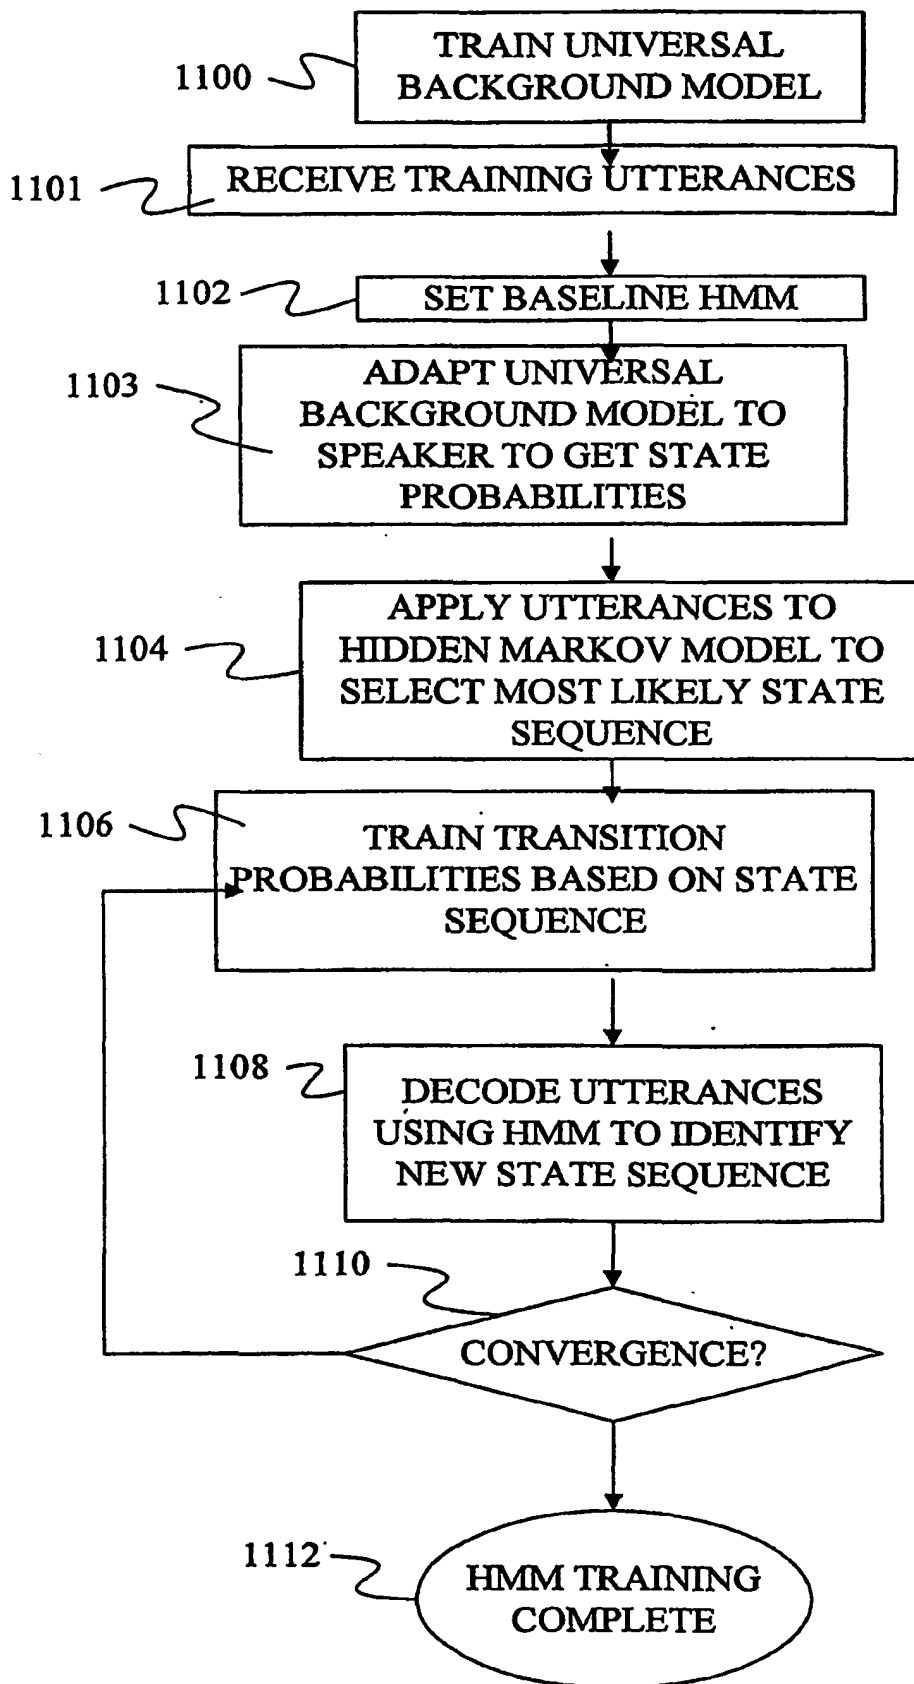 TRAIN UNIVERSAL
BACKGROUND MODEL
1100
RECEIVE TRAINING UTTERANCES
1101
SET BASELINE HMM
1102
ADAPT UNIVERSAL
BACKGROUND MODEL TO
SPEAKER TO GET STATE
PROBABILITIES
1103
APPLY UTTERANCES TO
HIDDEN MARKOV MODEL TO
SELECT MOST LIKELY STATE
SEQUENCE
1104
TRAIN TRANSITION
PROBABILITIES BASED ON STATE
SEQUENCE
1106
DECODE UTTERANCES
USING HMM TO IDENTIFY
NEW STATE SEQUENCE
1108
1110
CONVERGENCE?
1112
HMM TRAINING
COMPLETE